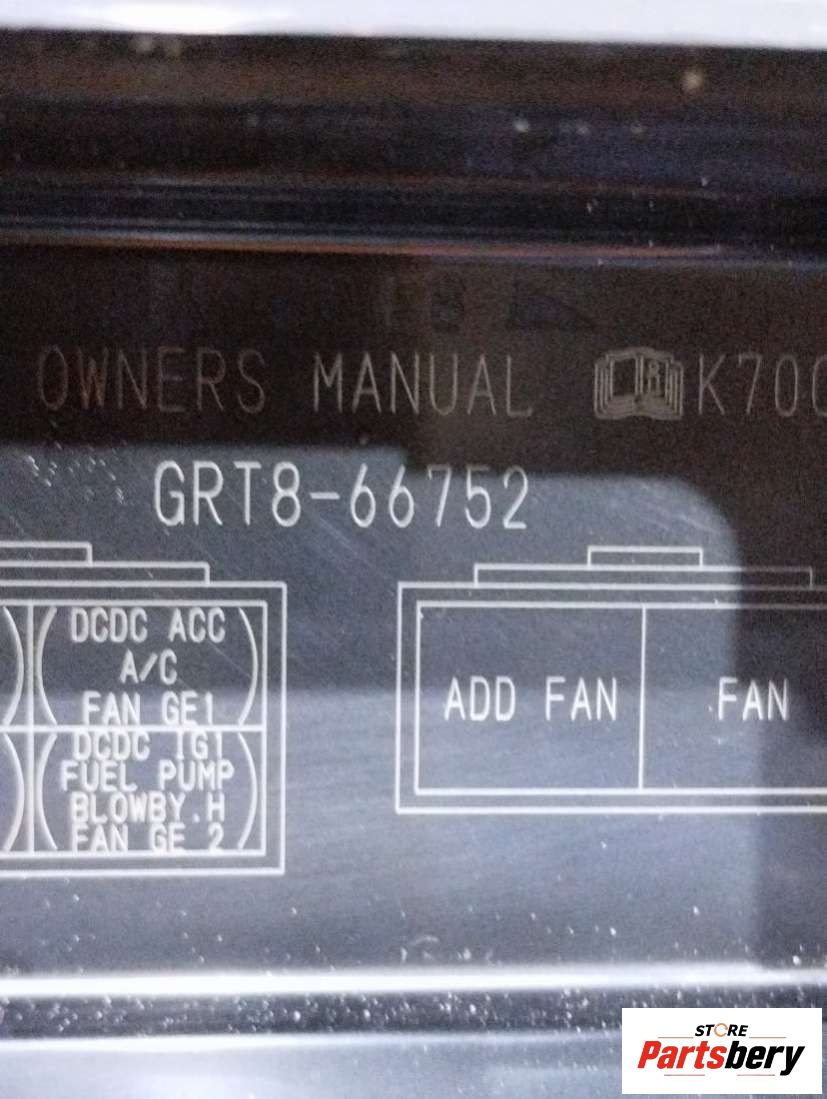 OWNERS MANUAL K70
GRT8-66752
DCDC ACC
A/C
FAN GE1
DCDC IG1
FUEL PUMP
BLOWBY.H
FAN GE 2
ADD FAN
FAN
STORE
Partsbery